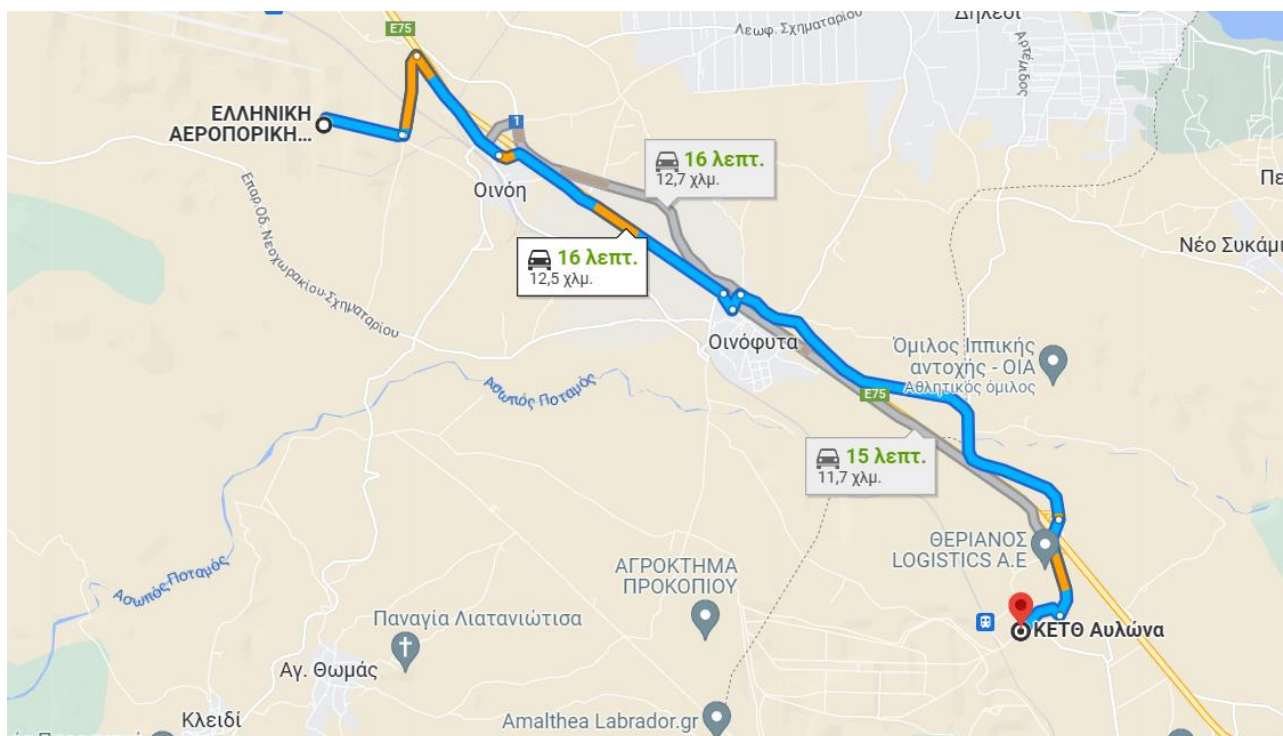 Λεωφ. Σχηματαρίου
Δήλεσι
E75
Αρτέμιδος
ΕΛΛΗΝΙΚΗ
ΑΕΡΟΠΟΡΙΚΗ...
1
16 λεπτ.
12,7 χλμ.
Οινόη
Επαρ.Οδ. Νεοχωρακίου-Σχηματαρίου
Νέο Συκάμι
16 λεπτ.
12,5 χλμ.
Οινόφυτα
Όμιλος Ιππικής
αντοχής - ΟΙΑ
Αθλητικός όμιλος
Ασωπός Ποταμός
E75
15 λεπτ.
11,7 χλμ.
ΘΕΡΙΑΝΟΣ
LOGISTICS Α.Ε
ΑΓΡΟΚΤΗΜΑ
ΠΡΟΚΟΠΙΟΥ
Ασωπός Ποταμός
Παναγία Λιατανιώτισα
ΚΕΤΘ Αυλώνα
Αγ. Θωμάς
Κλειδί
Amalthea Labrador.gr